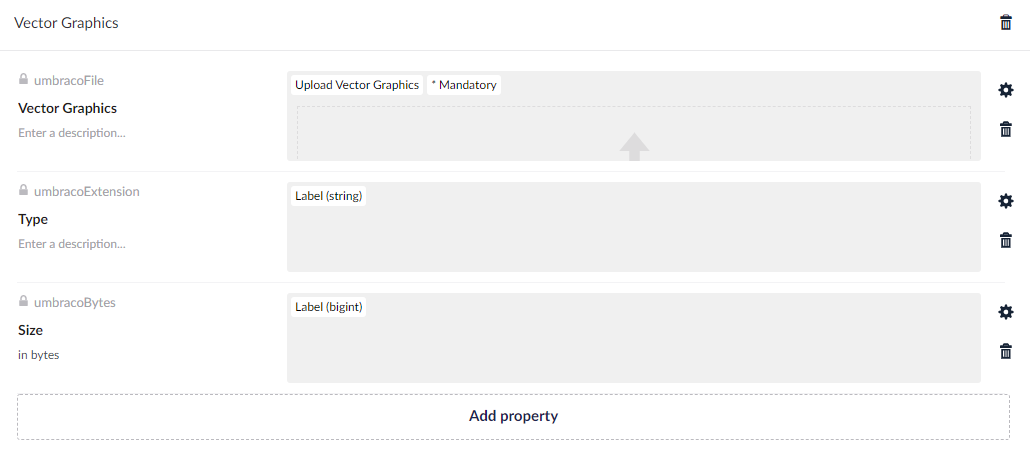 Vector Graphics
umbracoFile
Vector Graphics
Enter a description...
Upload Vector Graphics * Mandatory
umbracoExtension
Type
Enter a description...
Label (string)
umbracoBytes
Size
in bytes
Label (bigint)
Add property